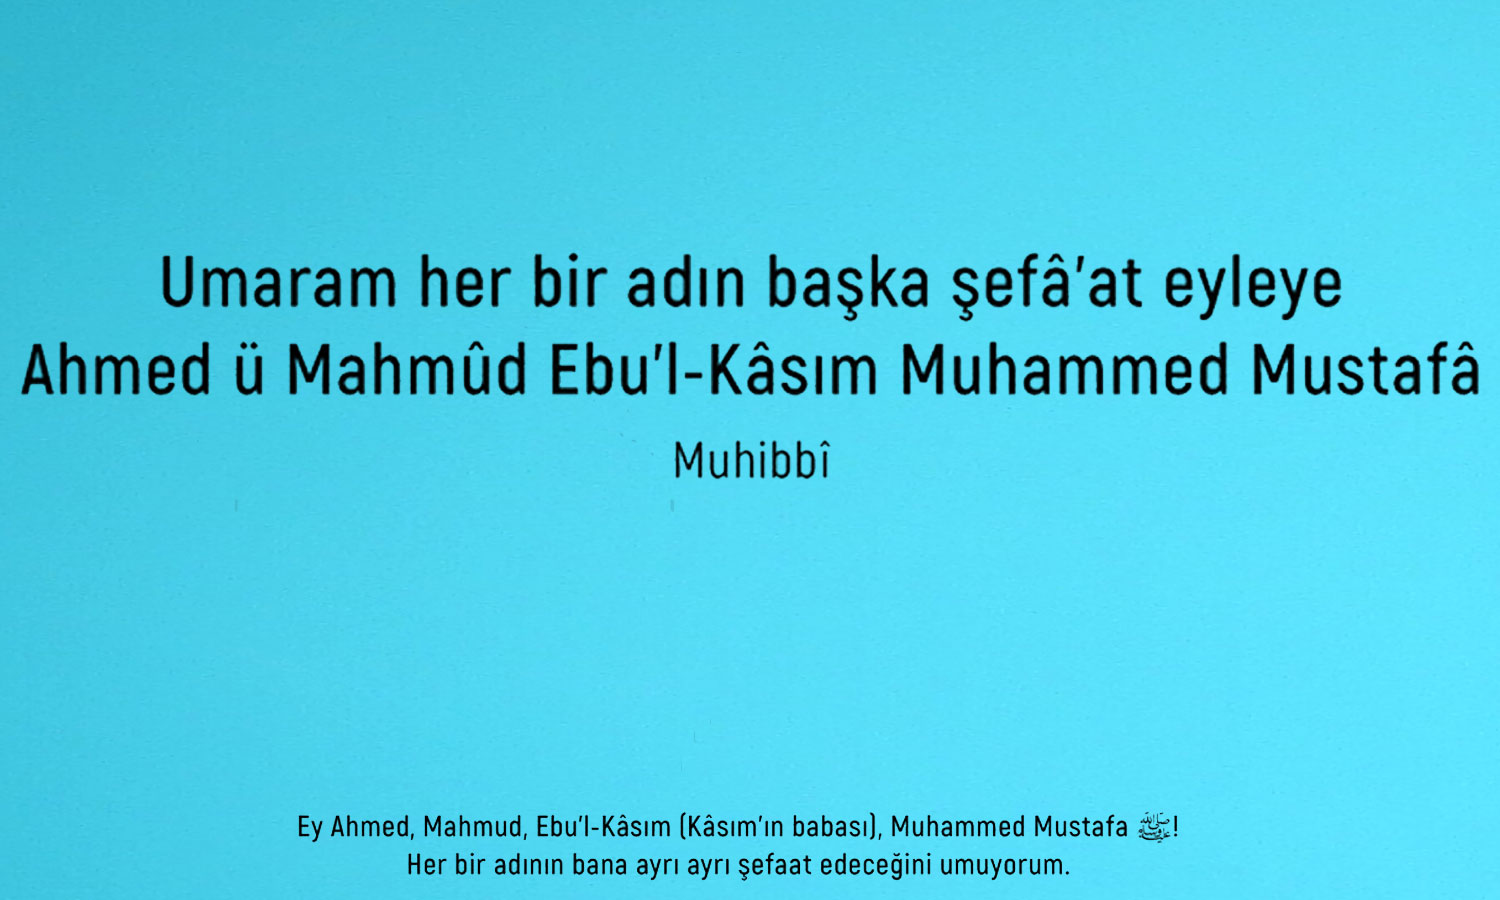 Umaram her bir adın başka şefâ’at eyleye
Ahmed ü Mahmûd Ebu’l-Kâsım Muhammed Mustafâ
Muhibbî
Ey Ahmed, Mahmud, Ebu’l-Kâsım (Kâsım’ın babası), Muhammed Mustafa ﷺ!
Her bir adının bana ayrı ayrı şefaat edeceğini umuyorum.